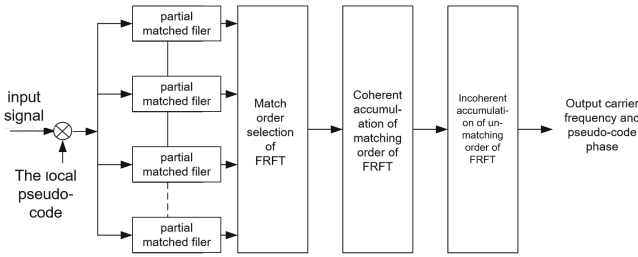 input
signal
The local
pseudo-
code
partial
matched filer
partial
matched filer
partial
matched filer
partial
matched filer
Match
order
selection
of
FRFT
Coherent
accumul-
ation of
matching
order of
FRFT
Incoherent
accumulati-
on of un-
matching
order of
FRFT
Output carrier
frequency and
pseudo-code
phase